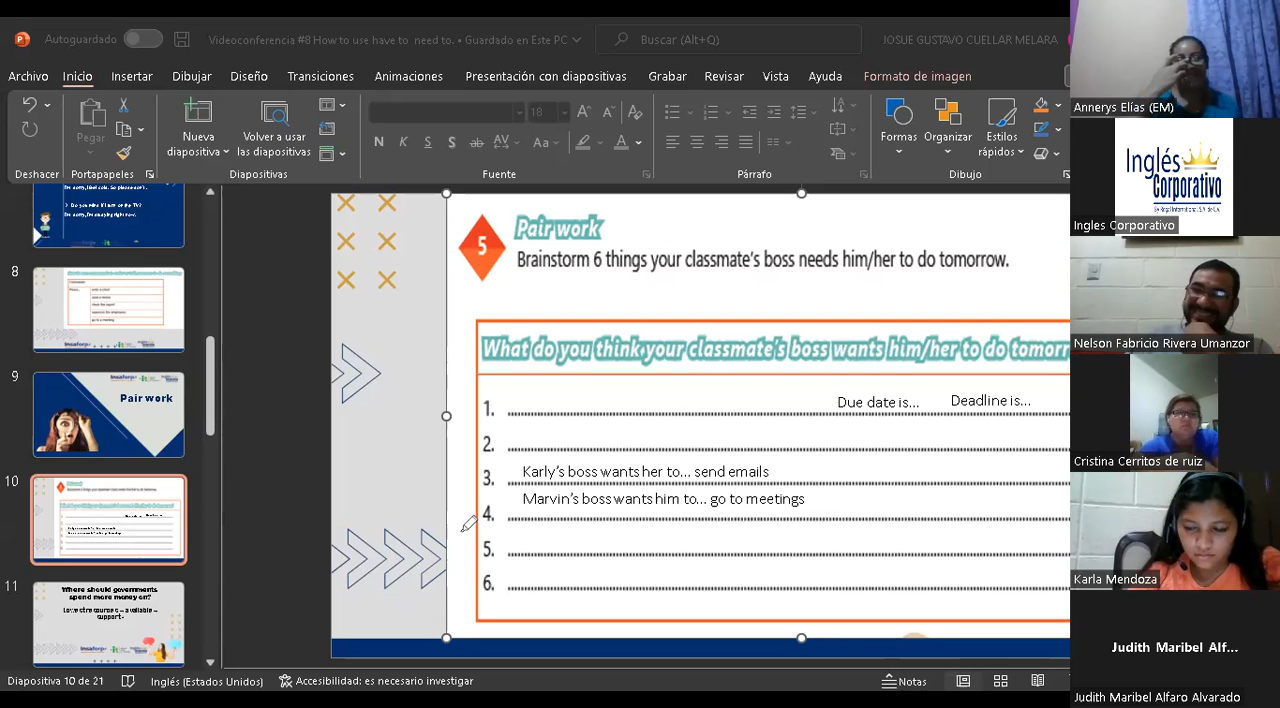 Autoguardado
Videoconferencia #8 How to use have to need to. • Guardado en Este PC
Buscar (Alt+Q)
JOSUE GUSTAVO CUELLAR MELARA
Archivo Inicio Insertar Dibujar Diseño Transiciones Animaciones Presentación con diapositivas Grabar Revisar Vista Ayuda Formato de imagen
18
Pegar
Nueva diapositiva
Volver a usar las diapositivas
N K S S ab AV Aa A
Formas
Organizar
Estilos rápidos
Deshacer Portapapeles Diapositivas Fuente Párrafo Dibujo
8
9
Pair work
10
11
Where should governments
spend more money on?
5
Pair work
Brainstorm 6 things your classmate's boss needs him/her to do tomorrow.
What do you think your classmate's boss wants him/her to do tomorr
1.
Due date is... Deadline is...
2.
3.
Karly's boss wants her to... send emails
Marvin's boss wants him to... go to meetings
4.
5.
6.
Annerys Elías (EM)
Inglés
Corporativo
Ingles Corporativo
Nelson Fabricio Rivera Umanzor
Cristina Cerritos de ruiz
Karla Mendoza
Judith Maribel Alf...
Judith Maribel Alfaro Alvarado
Diapositiva 10 de 21 Inglés (Estados Unidos) Accesibilidad: es necesario investigar Notas